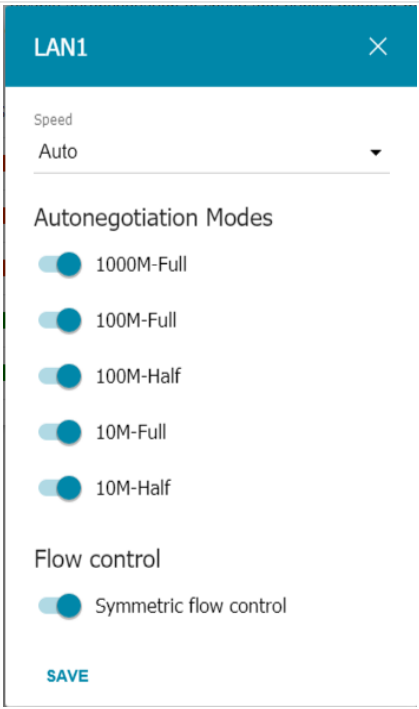 LAN1
Speed
Auto
Autonegotiation Modes
1000M-Full
100M-Full
100M-Half
10M-Full
10M-Half
Flow control
Symmetric flow control
SAVE